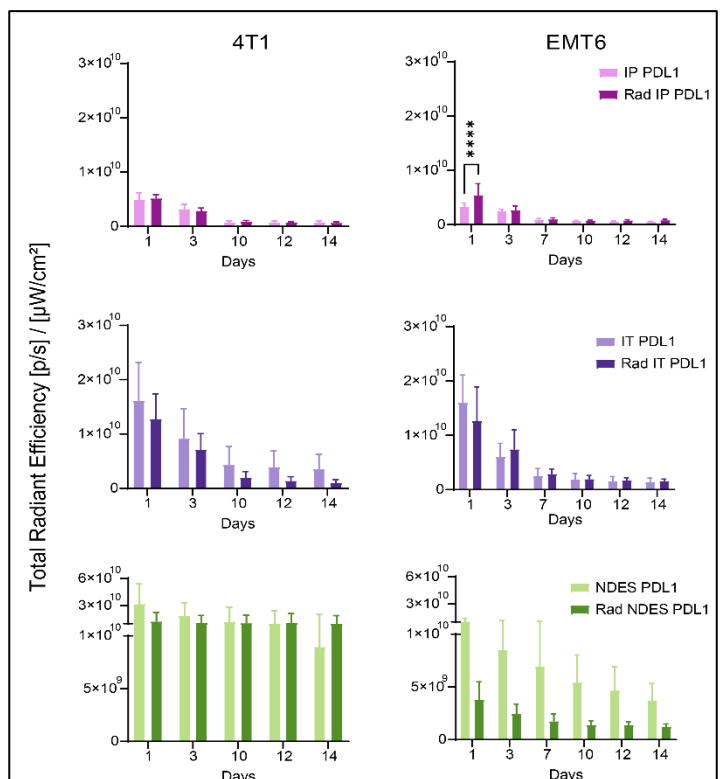 4T1
EMT6
Total Radiant Efficiency [p/s] / [µW/cm²]
3×10¹⁰
2×10¹⁰
1×10¹⁰
0
1 3 10 12 14
Days
3×10¹⁰
2×10¹⁰
1×10¹⁰
0
****
IP PDL1
Rad IP PDL1
1 3 7 10 12 14
Days
3×10¹⁰
2×10¹⁰
1×10¹⁰
0
1 3 10 12 14
Days
3×10¹⁰
2×10¹⁰
1×10¹⁰
0
IT PDL1
Rad IT PDL1
1 3 7 10 12 14
Days
6×10¹⁰
3×10¹⁰
1×10¹⁰
5×10⁹
0
1 3 10 12 14
Days
6×10¹⁰
3×10¹⁰
1×10¹⁰
5×10⁹
0
NDES PDL1
Rad NDES PDL1
1 3 7 10 12 14
Days